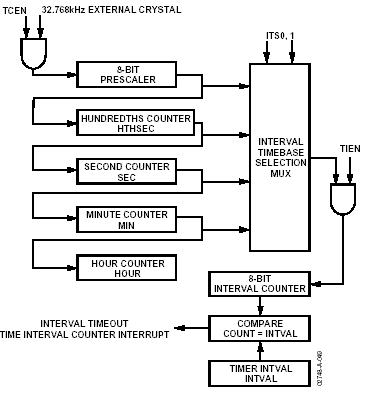 TCEN
32.768kHz EXTERNAL CRYSTAL
ITS0, 1
8-BIT
PRESCALER
HUNDREDTHS COUNTER
HTHSEC
INTERVAL
TIMEBASE
SELECTION
MUX
TIEN
SECOND COUNTER
SEC
MINUTE COUNTER
MIN
HOUR COUNTER
HOUR
8-BIT
INTERVAL COUNTER
INTERVAL TIMEOUT
TIME INTERVAL COUNTER INTERRUPT
COMPARE
COUNT = INTVAL
TIMER INTVAL
INTVAL